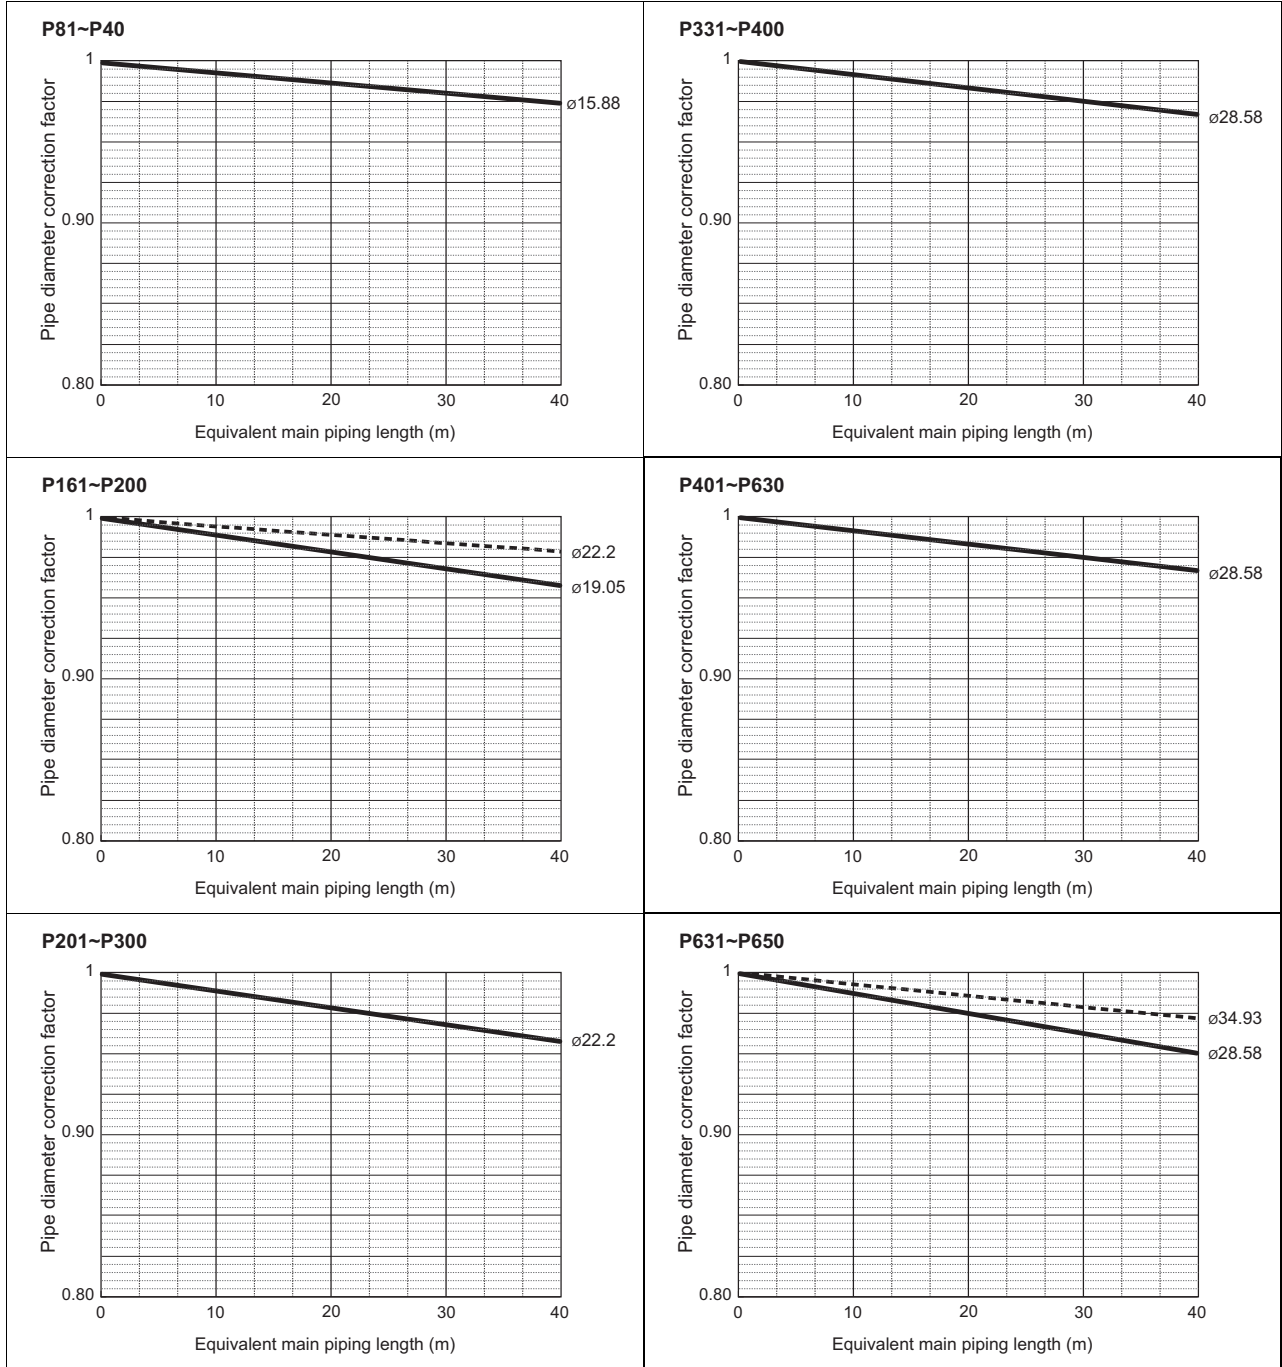 P81~P40
Pipe diameter correction factor
1
0.90
0.80
0 10 20 30 40
ø15.88
Equivalent main piping length (m)
P331~P400
Pipe diameter correction factor
1
0.90
0.80
0 10 20 30 40
ø28.58
Equivalent main piping length (m)
P161~P200
Pipe diameter correction factor
1
0.90
0.80
0 10 20 30 40
ø22.2
ø19.05
Equivalent main piping length (m)
P401~P630
Pipe diameter correction factor
1
0.90
0.80
0 10 20 30 40
ø28.58
Equivalent main piping length (m)
P201~P300
Pipe diameter correction factor
1
0.90
0.80
0 10 20 30 40
ø22.2
Equivalent main piping length (m)
P631~P650
Pipe diameter correction factor
1
0.90
0.80
0 10 20 30 40
ø34.93
ø28.58
Equivalent main piping length (m)